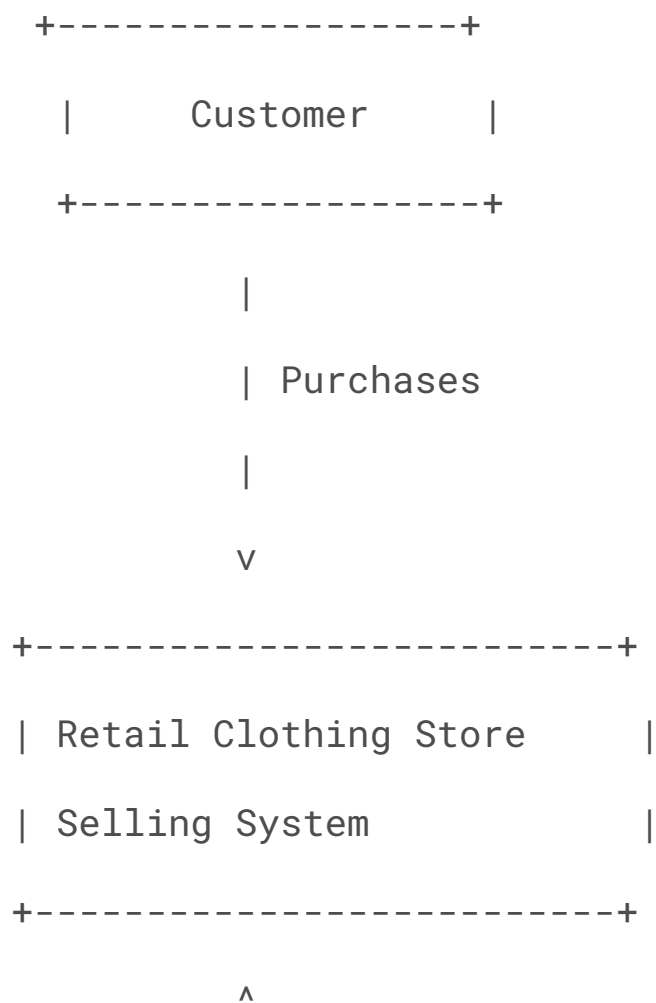 +------------------+
|     Customer     |
+------------------+
|
| Purchases
|
v
+--------------------------+
| Retail Clothing Store     |
| Selling System            |
+--------------------------+
^